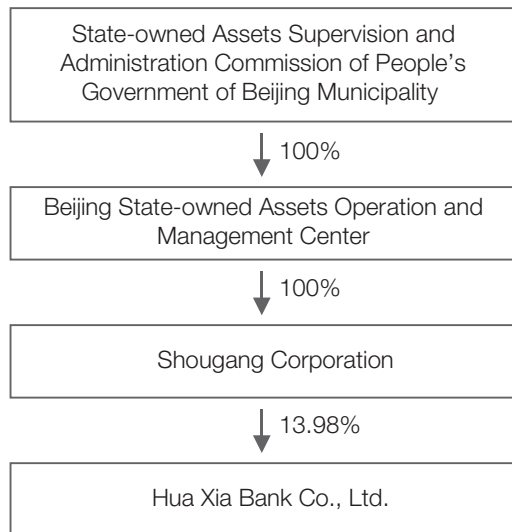 State-owned Assets Supervision and
Administration Commission of People’s
Government of Beijing Municipality
100%
Beijing State-owned Assets Operation and
Management Center
100%
Shougang Corporation
13.98%
Hua Xia Bank Co., Ltd.